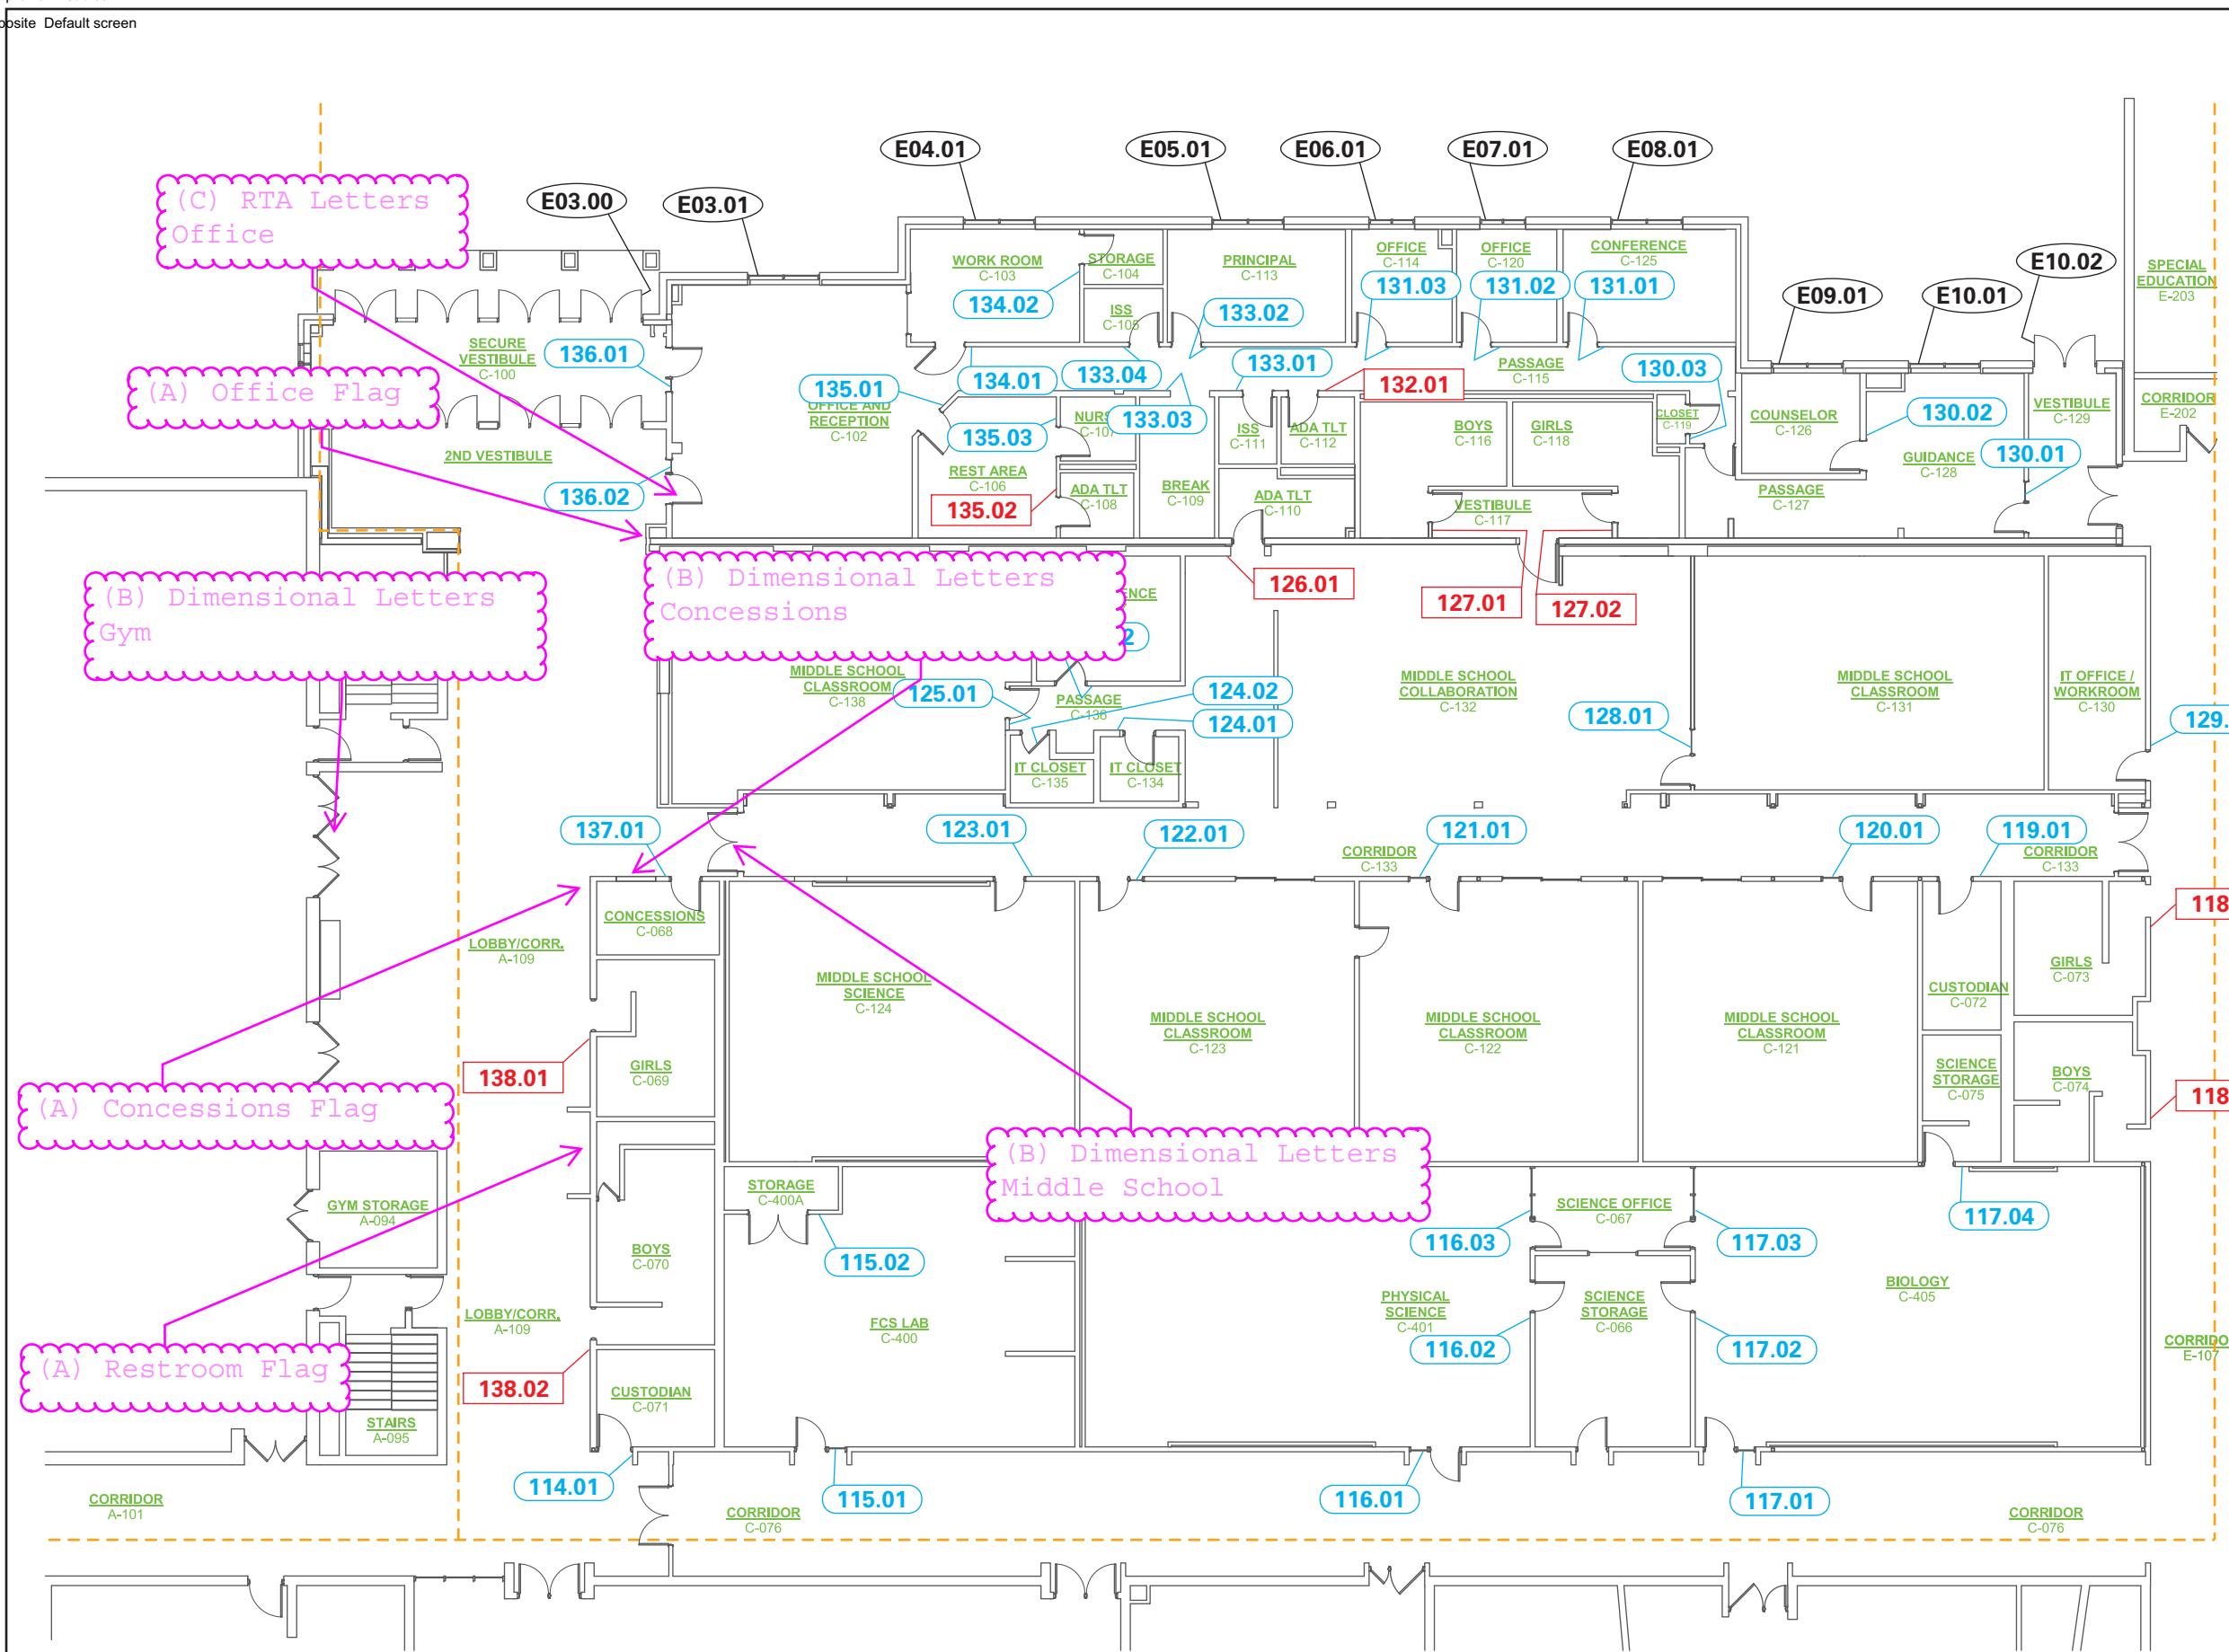 Default screen
E04.01
E05.01
E06.01
E07.01
E08.01
(C) RTA Letters
Office
E03.00
E03.01
WORK ROOM
C-103
STORAGE
C-104
PRINCIPAL
C-113
OFFICE
C-114
OFFICE
C-120
CONFERENCE
C-125
E10.02
SPECIAL
EDUCATION
E-203
134.02
ISS
C-105
133.02
131.03
131.02
131.01
E09.01
E10.01
SECURE
VESTIBULE
C-100
136.01
(A) Office Flag
135.01
134.01
133.04
133.01
132.01
PASSAGE
C-115
130.03
CORRIDOR
E-202
OFFICE AND
RECEPTION
C-102
135.03
C-107
133.03
ISS
C-111
ADA TLT
C-112
BOYS
C-116
GIRLS
C-118
CLOSET
C-119
COUNSELOR
C-126
130.02
VESTIBULE
C-129
2ND VESTIBULE
136.02
REST AREA
C-106
135.02
ADA TLT
C-108
BREAK
C-109
ADA TLT
C-110
VESTIBULE
C-117
PASSAGE
C-127
GUIDANCE
C-128
130.01
(B) Dimensional Letters
Gym
(B) Dimensional Letters
Concessions
126.01
127.01
127.02
MIDDLE SCHOOL
CLASSROOM
C-138
125.01
PASSAGE
C-136
124.02
124.01
MIDDLE SCHOOL
COLLABORATION
C-132
128.01
MIDDLE SCHOOL
CLASSROOM
C-131
IT OFFICE /
WORKROOM
C-130
129.
IT CLOSET
C-135
IT CLOSET
C-134
137.01
123.01
122.01
121.01
120.01
119.01
CORRIDOR
C-133
CORRIDOR
C-133
118
CONCESSIONS
C-068
LOBBY/CORR.
A-109
MIDDLE SCHOOL
SCIENCE
C-124
MIDDLE SCHOOL
CLASSROOM
C-123
MIDDLE SCHOOL
CLASSROOM
C-122
MIDDLE SCHOOL
CLASSROOM
C-121
CUSTODIAN
C-072
GIRLS
C-073
138.01
GIRLS
C-069
SCIENCE
STORAGE
C-075
BOYS
C-074
118
(A) Concessions Flag
(B) Dimensional Letters
Middle School
GYM STORAGE
A-094
STORAGE
C-400A
SCIENCE OFFICE
C-067
BOYS
C-070
115.02
116.03
117.03
117.04
LOBBY/CORR.
A-109
FCS LAB
C-400
PHYSICAL
SCIENCE
C-401
SCIENCE
STORAGE
C-066
BIOLOGY
C-405
116.02
117.02
E-107
(A) Restroom Flag
138.02
CUSTODIAN
C-071
STAIRS
A-095
114.01
115.01
116.01
117.01
CORRIDOR
A-101
CORRIDOR
C-076
CORRIDOR
C-076